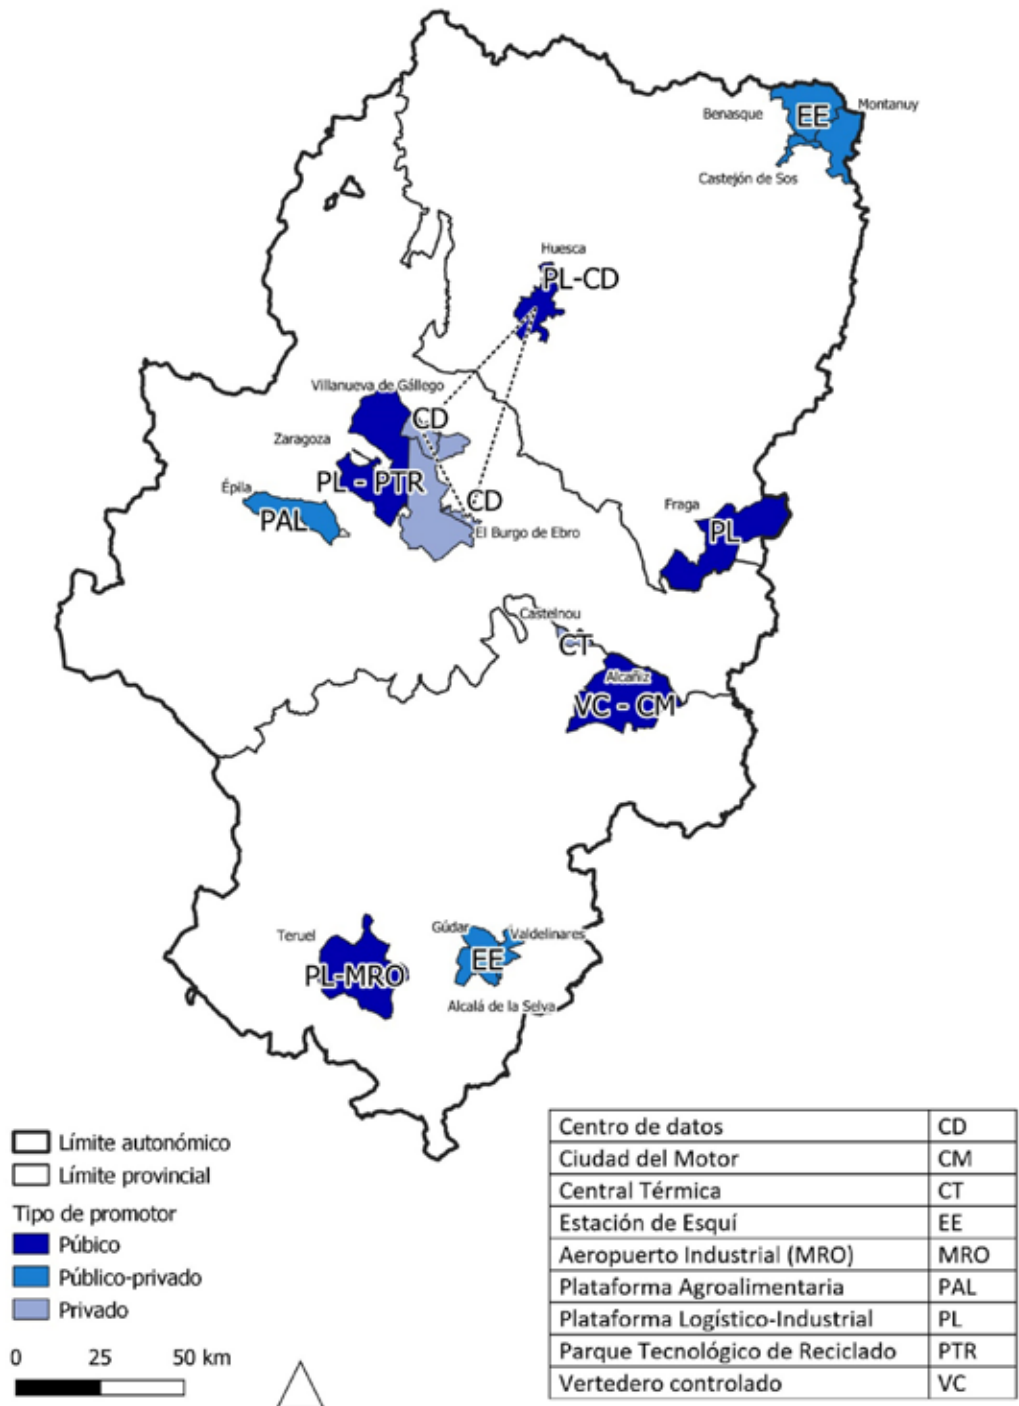 Benasque
EE
Montanuy
Castejón de Sos
Huesca
PL-CD
Villanueva de Gállego
CD
Zaragoza
PL - PTR
Épila
PAL
CD
El Burgo de Ebro
Fraga
PL
Castelnou
CT
Alcañiz
VC - CM
Teruel
PL-MRO
Gúdar
Valdelinares
EE
Alcalá de la Selva
Límite autonómico
Límite provincial
Tipo de promotor
Púbico
Público-privado
Privado
0 25 50 km
Centro de datos CD
Ciudad del Motor CM
Central Térmica CT
Estación de Esquí EE
Aeropuerto Industrial (MRO) MRO
Plataforma Agroalimentaria PAL
Plataforma Logístico-Industrial PL
Parque Tecnológico de Reciclado PTR
Vertedero controlado VC